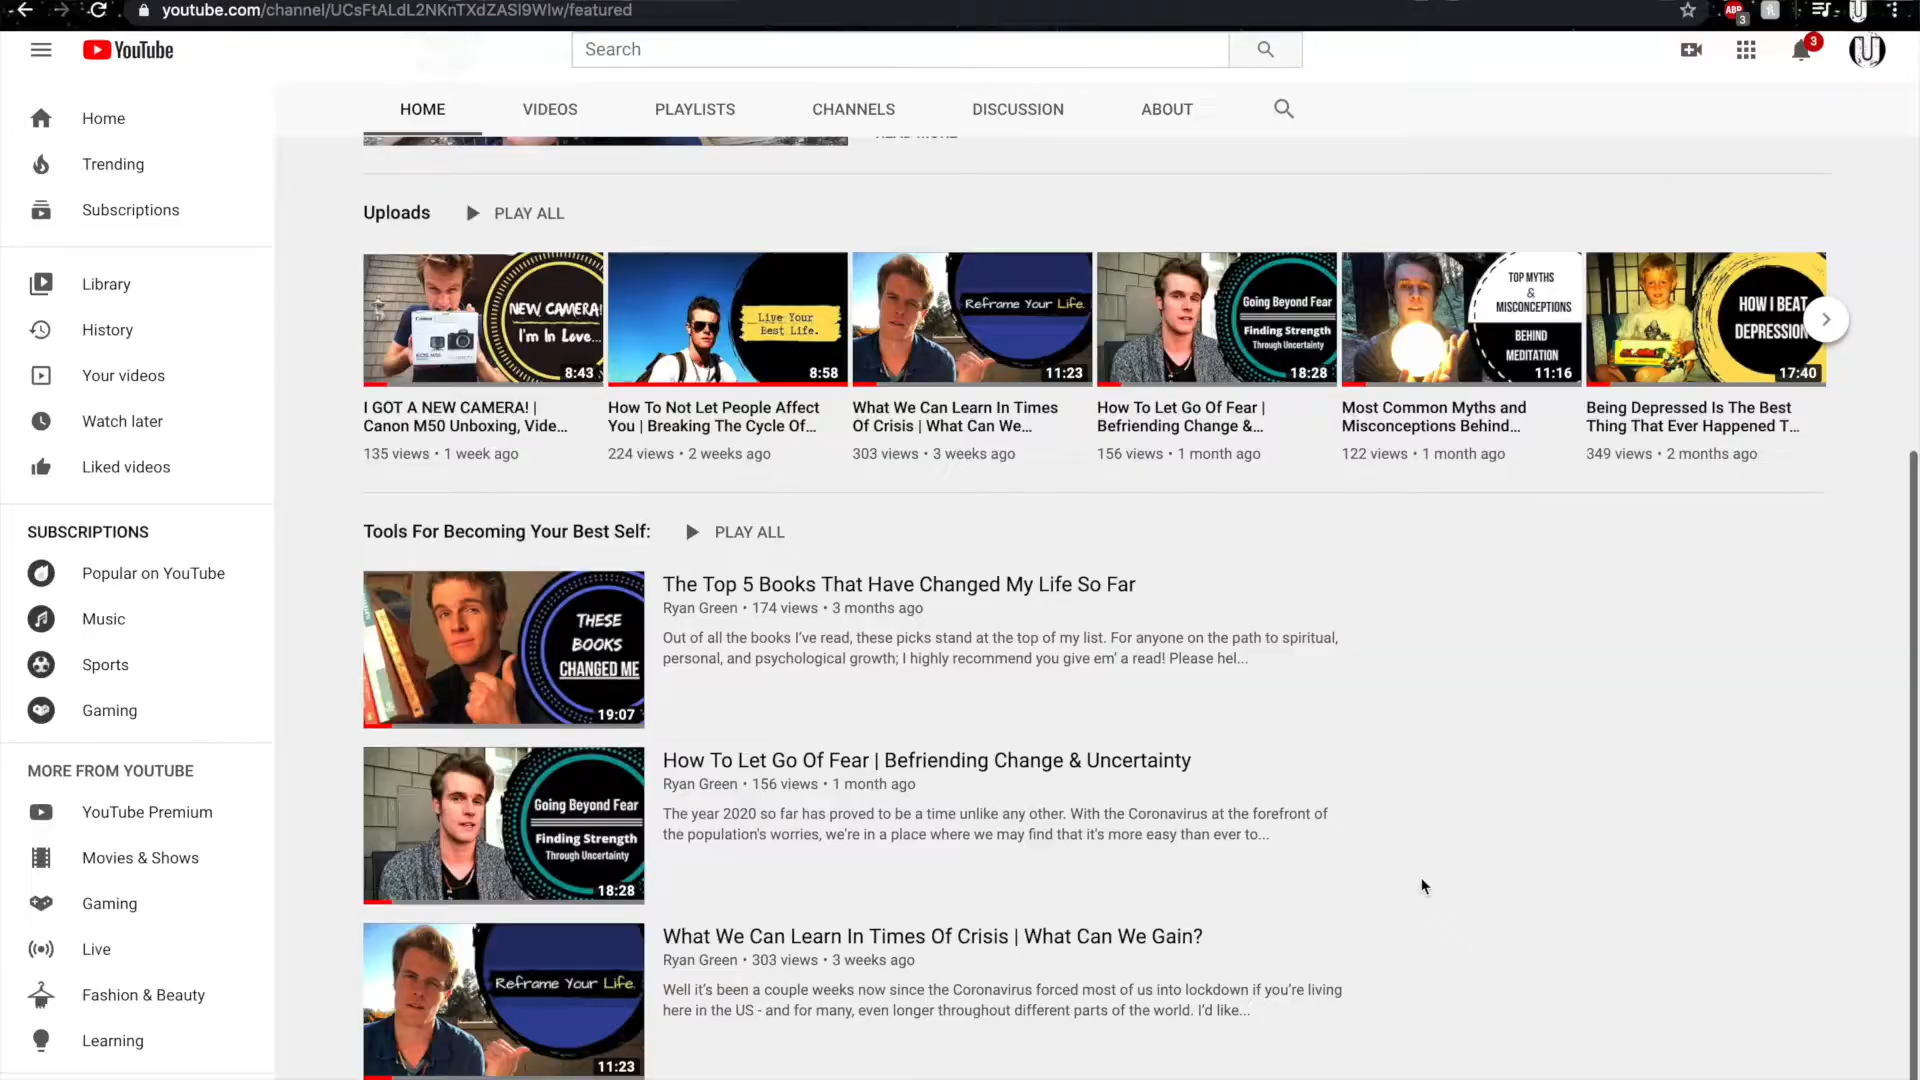 youtube.com/channel/UCsFtALdL2NKnTXdZASl9Wlw/featured
ABP
3
YouTube
Search
3
HOME
VIDEOS
PLAYLISTS
CHANNELS
DISCUSSION
ABOUT
Home
Trending
Subscriptions
Library
History
Your videos
Watch later
Liked videos
SUBSCRIPTIONS
Popular on YouTube
Music
Sports
Gaming
MORE FROM YOUTUBE
YouTube Premium
Movies & Shows
Gaming
Live
Fashion & Beauty
Learning
Uploads
PLAY ALL
NEW CAMERA!
I'm In Love...
8:43
I GOT A NEW CAMERA! |
Canon M50 Unboxing, Vide...
135 views • 1 week ago
Live Your
Best Life.
8:58
How To Not Let People Affect
You | Breaking The Cycle Of...
224 views • 2 weeks ago
Reframe Your Life.
11:23
What We Can Learn In Times
Of Crisis | What Can We...
303 views • 3 weeks ago
Going Beyond Fear
Finding Strength
Through Uncertainty
18:28
How To Let Go Of Fear |
Befriending Change &...
156 views • 1 month ago
TOP MYTHS
&
MISCONCEPTIONS
BEHIND
MEDITATION
11:16
Most Common Myths and
Misconceptions Behind...
122 views • 1 month ago
HOW I BEAT
DEPRESSION
17:40
Being Depressed Is The Best
Thing That Ever Happened T...
349 views • 2 months ago
Tools For Becoming Your Best Self:
PLAY ALL
THESE
BOOKS
CHANGED ME
19:07
The Top 5 Books That Have Changed My Life So Far
Ryan Green • 174 views • 3 months ago
Out of all the books I've read, these picks stand at the top of my list. For anyone on the path to spiritual,
personal, and psychological growth; I highly recommend you give em' a read! Please hel...
Going Beyond Fear
Finding Strength
Through Uncertainty
18:28
How To Let Go Of Fear | Befriending Change & Uncertainty
Ryan Green • 156 views • 1 month ago
The year 2020 so far has proved to be a time unlike any other. With the Coronavirus at the forefront of
the population's worries, we're in a place where we may find that it's more easy than ever to...
Reframe Your Life.
11:23
What We Can Learn In Times Of Crisis | What Can We Gain?
Ryan Green • 303 views • 3 weeks ago
Well it's been a couple weeks now since the Coronavirus forced most of us into lockdown if you're living
here in the US - and for many, even longer throughout different parts of the world. I'd like...